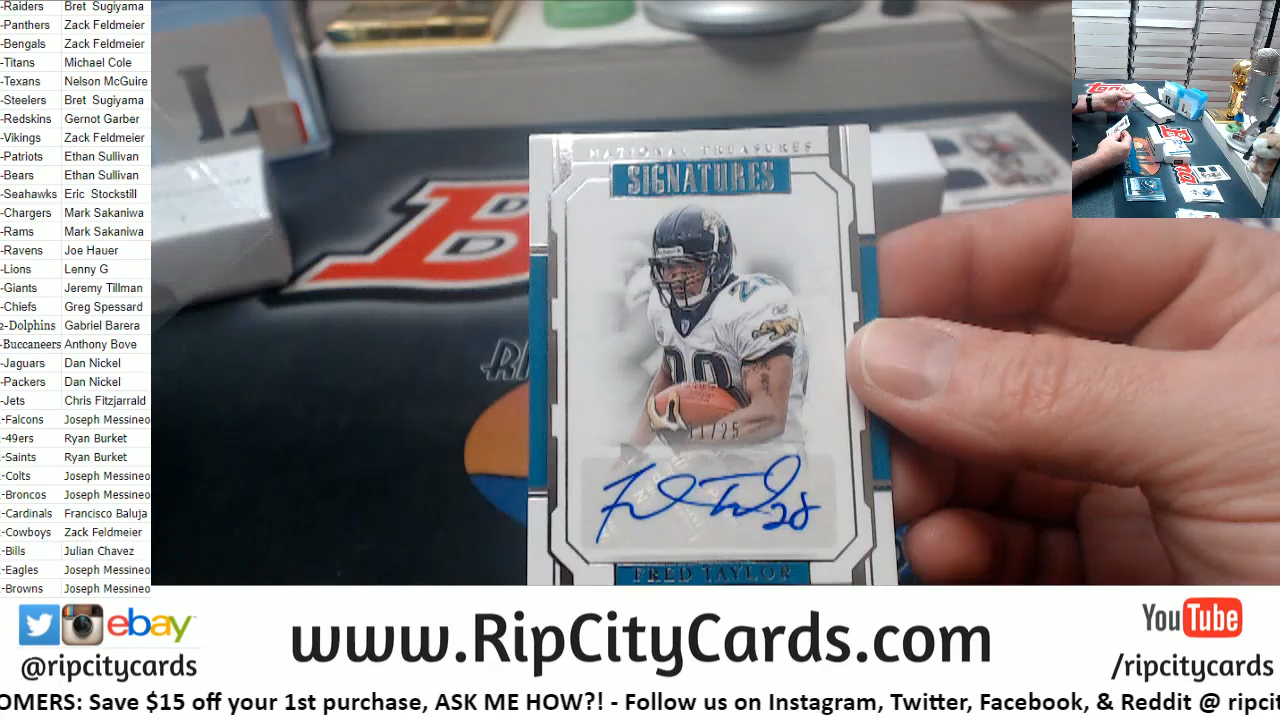 -Raiders Bret Sugiyama
-Panthers Zack Feldmeier
-Bengals Zack Feldmeier
-Titans Michael Cole
-Texans Nelson McGuire
-Steelers Bret Sugiyama
-Redskins Gernot Garber
-Vikings Zack Feldmeier
-Patriots Ethan Sullivan
-Bears Ethan Sullivan
-Seahawks Eric Stockstill
-Chargers Mark Sakaniwa
-Rams Mark Sakaniwa
-Ravens Joe Hauer
-Lions Lenny G
-Giants Jeremy Tillman
-Chiefs Greg Spessard
-Dolphins Gabriel Barera
-Buccaneers Anthony Bove
-Jaguars Dan Nickel
-Packers Dan Nickel
-Jets Chris Fitzjarrald
-Falcons Joseph Messineo
-49ers Ryan Burket
-Saints Ryan Burket
-Colts Joseph Messineo
-Broncos Joseph Messineo
-Cardinals Francisco Baluja
-Cowboys Zack Feldmeier
-Bills Julian Chavez
-Eagles Joseph Messineo
-Browns Joseph Messineo
NATIONAL TREASURES
SIGNATURES
28
/25
28
FRED TAYLOR
ebay
@ripcitycards
www.RipCityCards.com
YouTube
/ripcitycards
OMERS: Save $15 off your 1st purchase, ASK ME HOW?! - Follow us on Instagram, Twitter, Facebook, & Reddit @ ripci